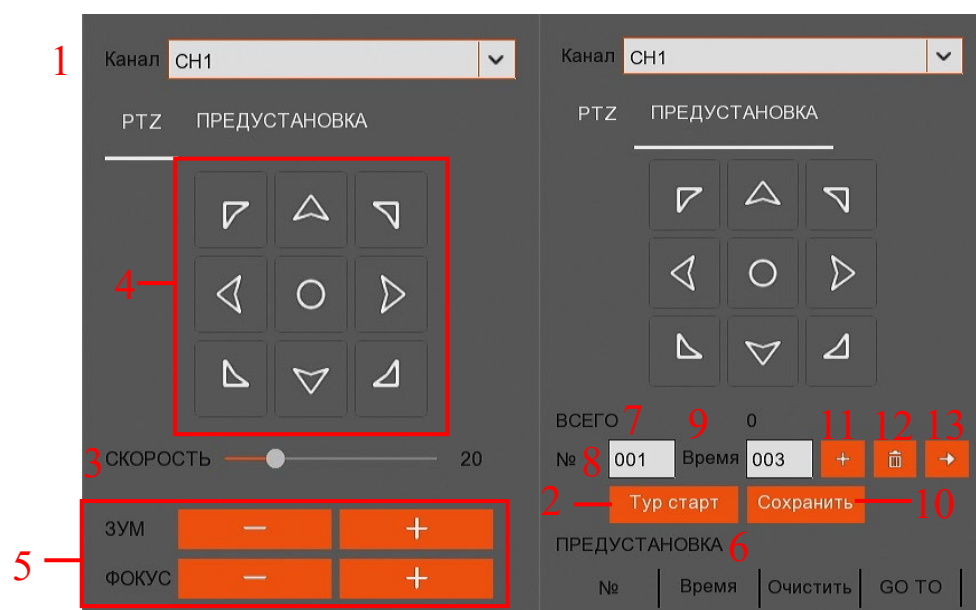 1 Канал CH1
PTZ ПРЕДУСТАНОВКА
4
3 СКОРОСТЬ 20
5
ЗУМ − +
ФОКУС − +
Канал CH1
PTZ ПРЕДУСТАНОВКА
ВСЕГО 7 9 0 11 12 13
№ 8 001 Время 003 +
2 Тур старт Сохранить 10
ПРЕДУСТАНОВКА 6
№ Время Очистить GO TO